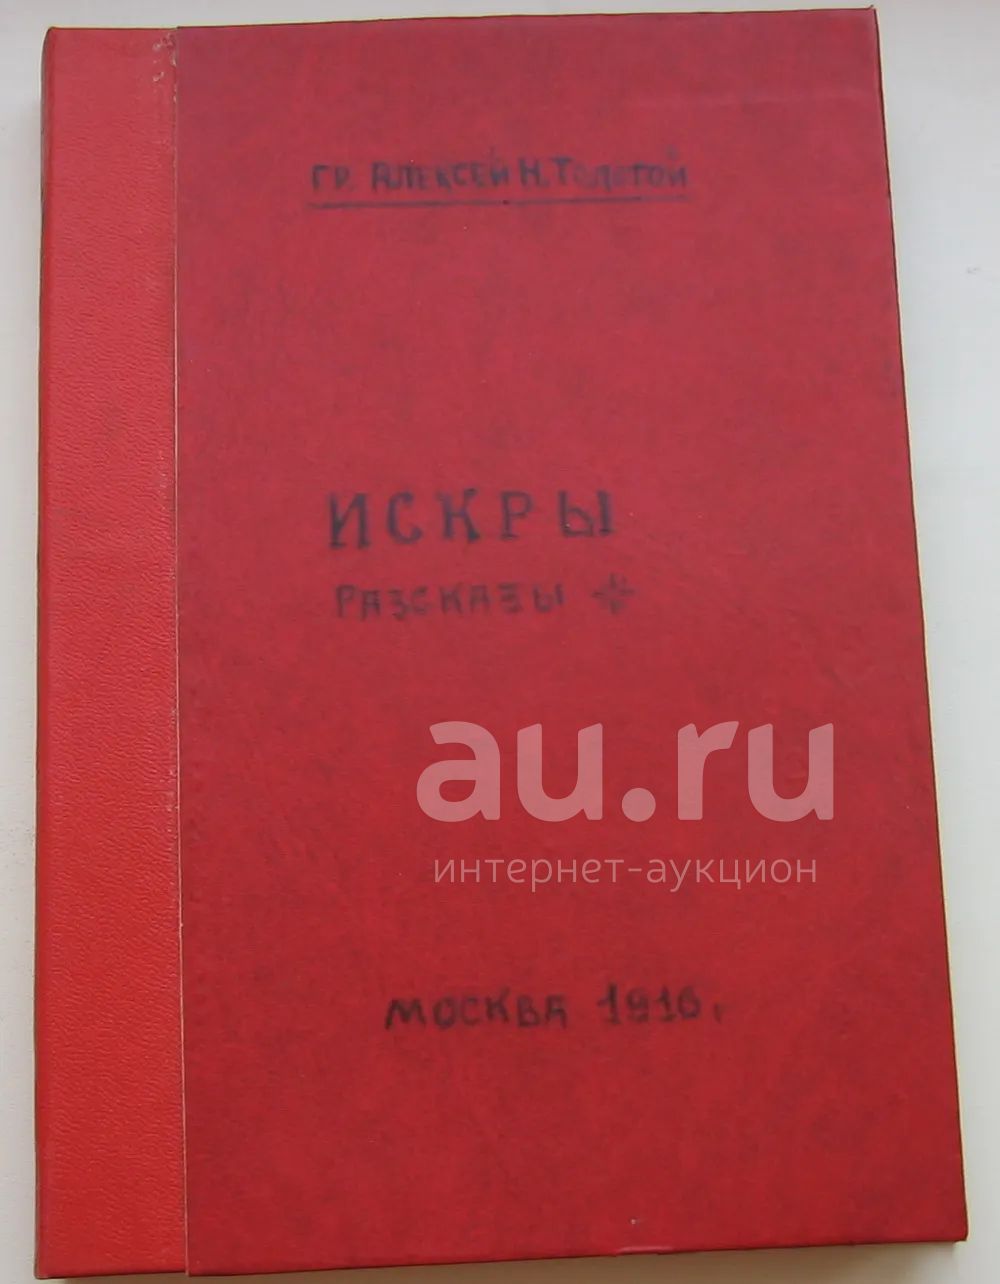 ГР. АЛЕКСЕЙ Н. ТОЛСТОЙ
ИСКРЫ
РАЗСКАЗЫ
au.ru
интернет-аукцион
МОСКВА 1916.